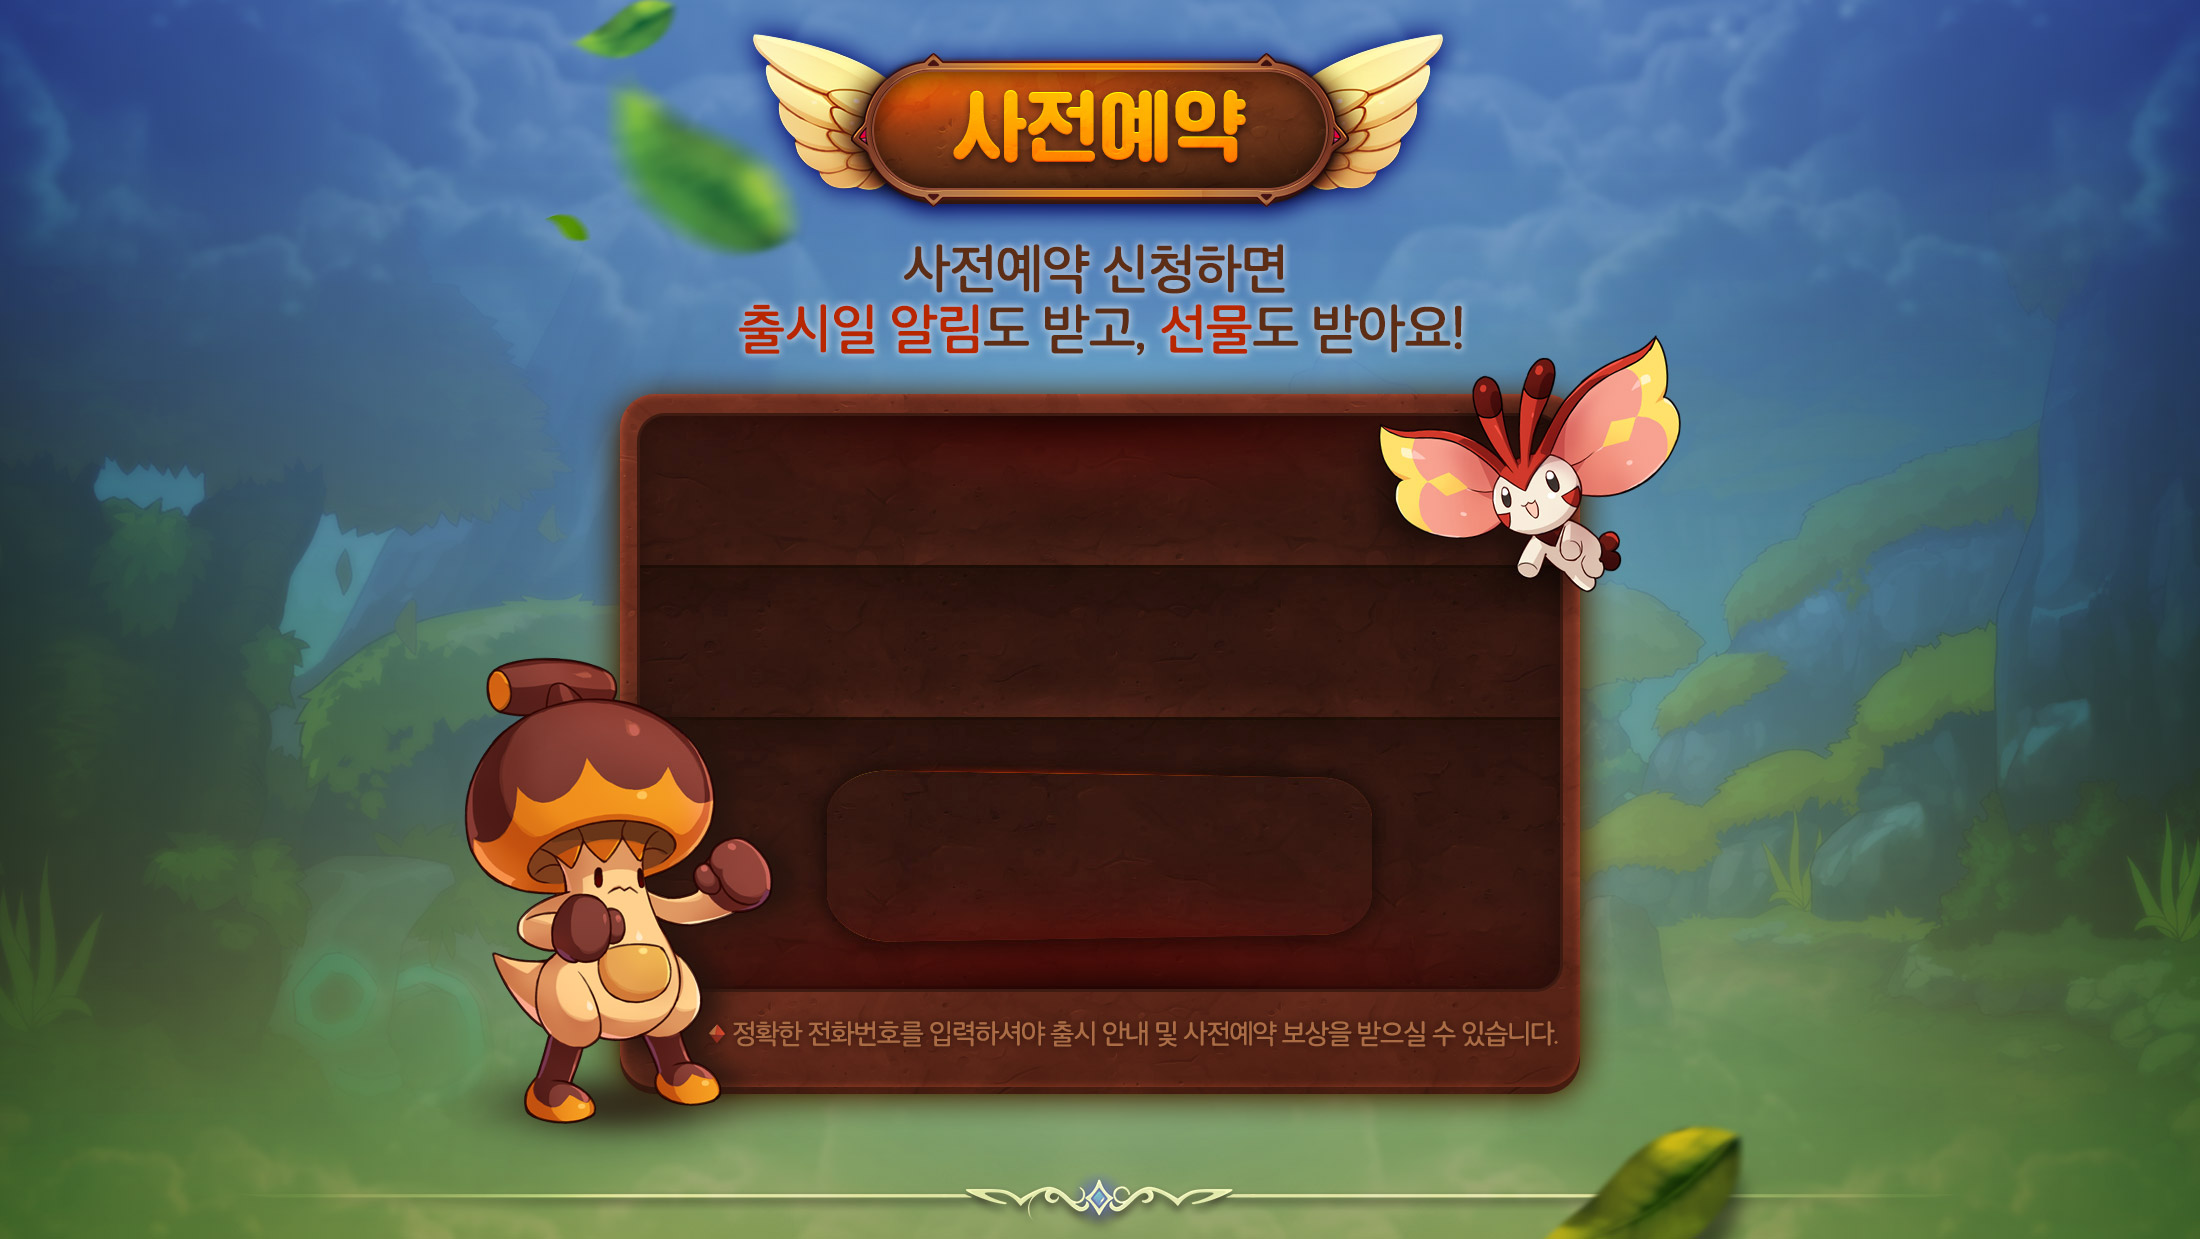 사전예약
사전예약 신청하면
출시일 알림도 받고, 선물도 받아요!
정확한 전화번호를 입력하셔야 출시 안내 및 사전예약 보상을 받으실 수 있습니다.